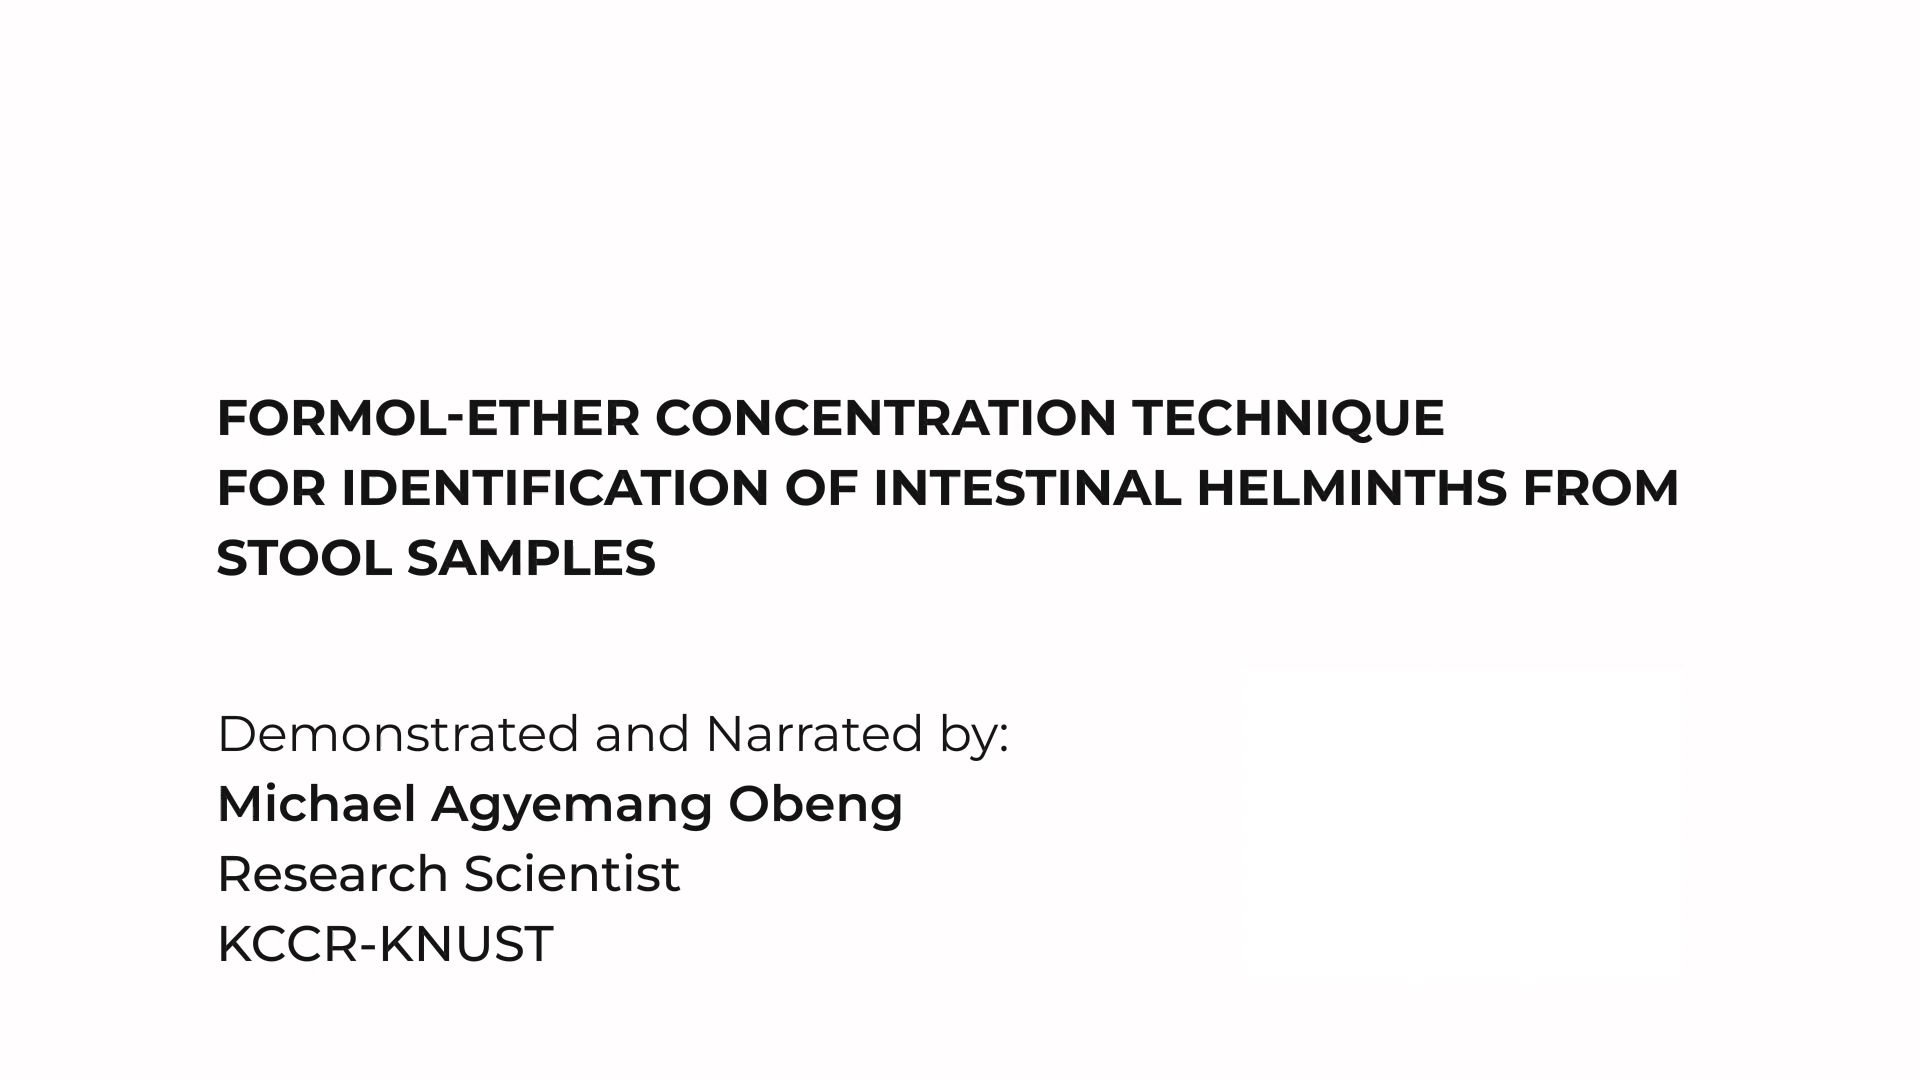 FORMOL-ETHER CONCENTRATION TECHNIQUE
FOR IDENTIFICATION OF INTESTINAL HELMINTHS FROM
STOOL SAMPLES
Demonstrated and Narrated by:
Michael Agyemang Obeng
Research Scientist
KCCR-KNUST